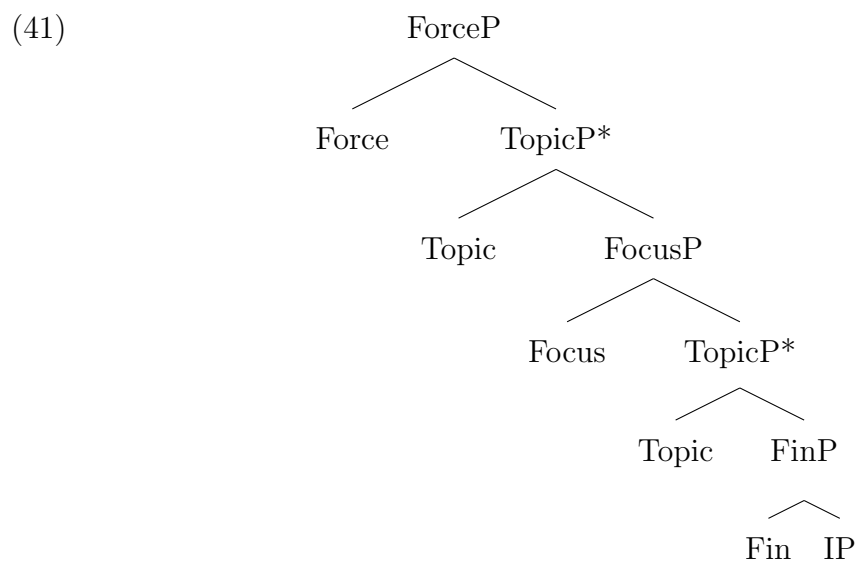 (41) ForceP
Force TopicP*
Topic FocusP
Focus TopicP*
Topic FinP
Fin IP